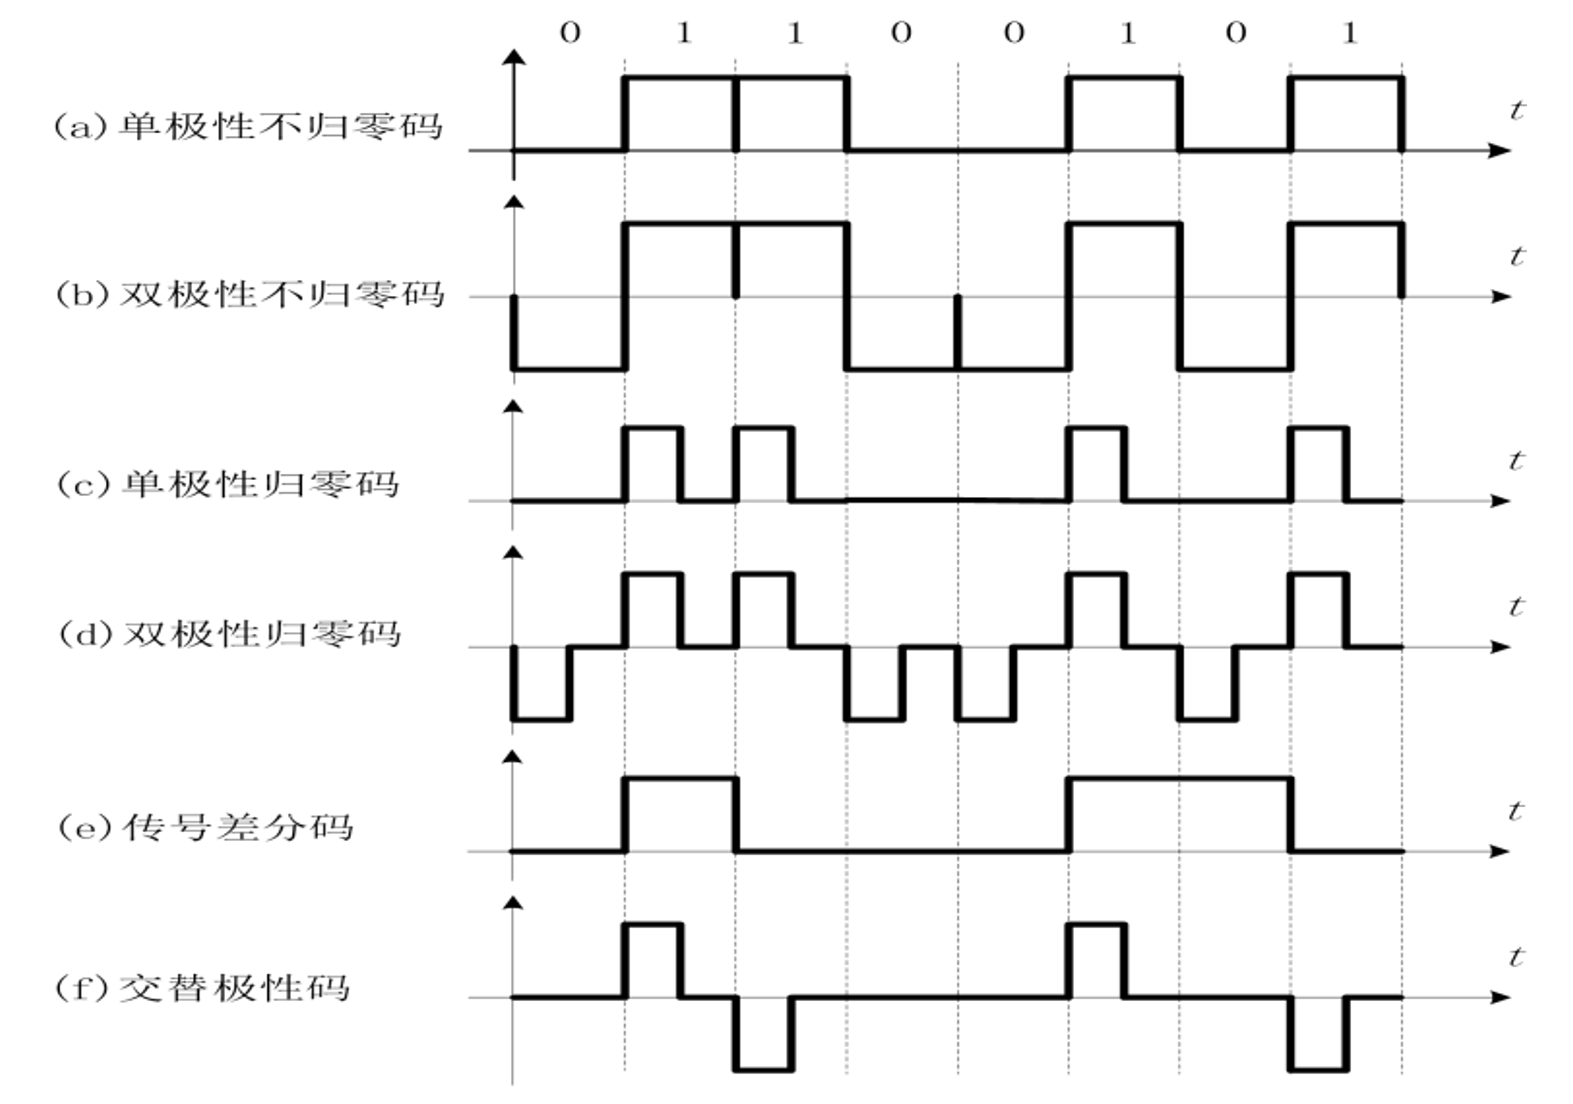 0 1 1 0 0 1 0 1
(a) 单极性不归零码 t
(b) 双极性不归零码 t
(c) 单极性归零码 t
(d) 双极性归零码 t
(e) 传号差分码 t
(f) 交替极性码 t